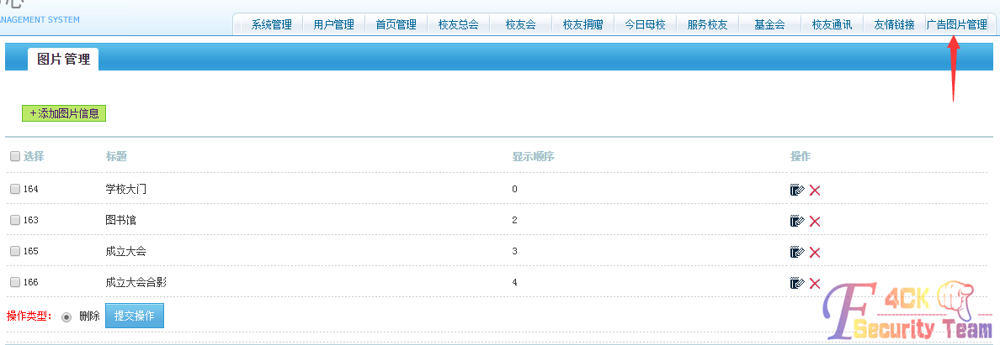 心
ANAGEMENT SYSTEM
系统管理 用户管理 首页管理 校友总会 校友会 校友捐赠 今日母校 服务校友 基金会 校友通讯 友情链接 广告图片管理
图片管理
+添加图片信息
选择 标题 显示顺序 操作
164 学校大门 0
163 图书馆 2
165 成立大会 3
166 成立大会合影 4
操作类型： 删除 提交操作
F4CK
Security Team